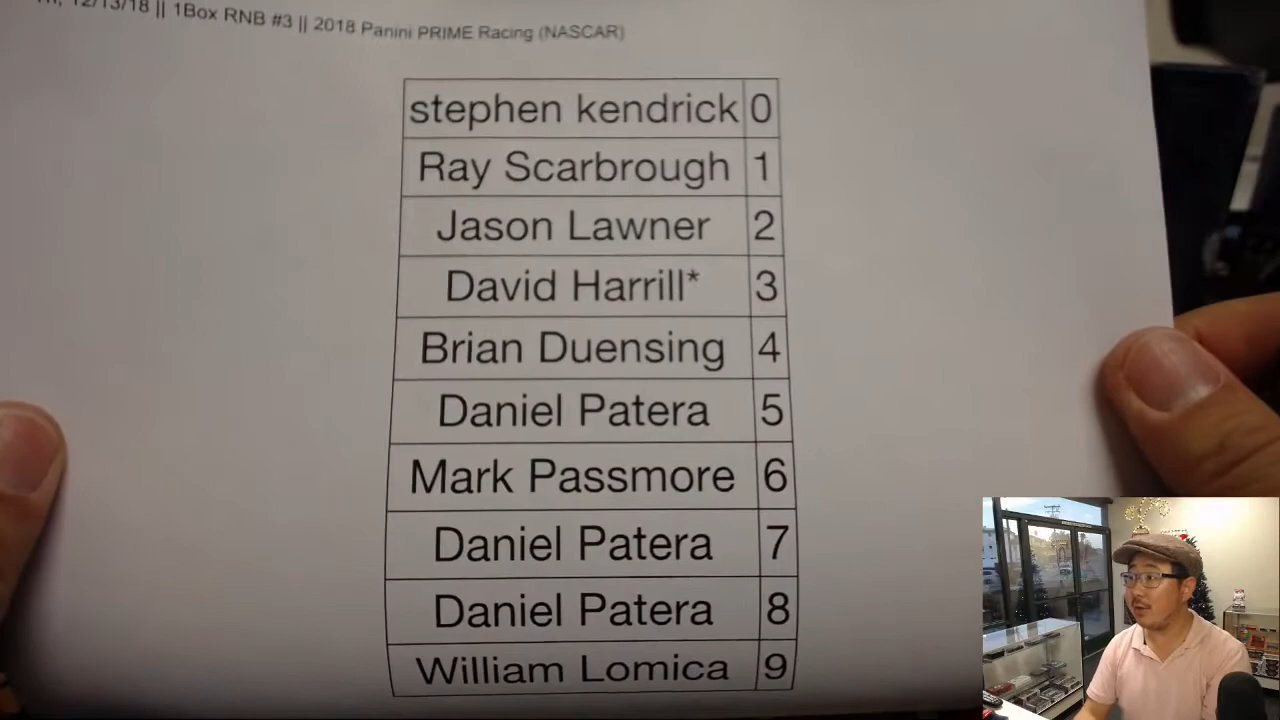 12/13/18 || 1Box RNB #3 || 2018 Panini PRIME Racing (NASCAR)
stephen kendrick 0
Ray Scarbrough 1
Jason Lawner 2
David Harrill* 3
Brian Duensing 4
Daniel Patera 5
Mark Passmore 6
Daniel Patera 7
Daniel Patera 8
William Lomica 9